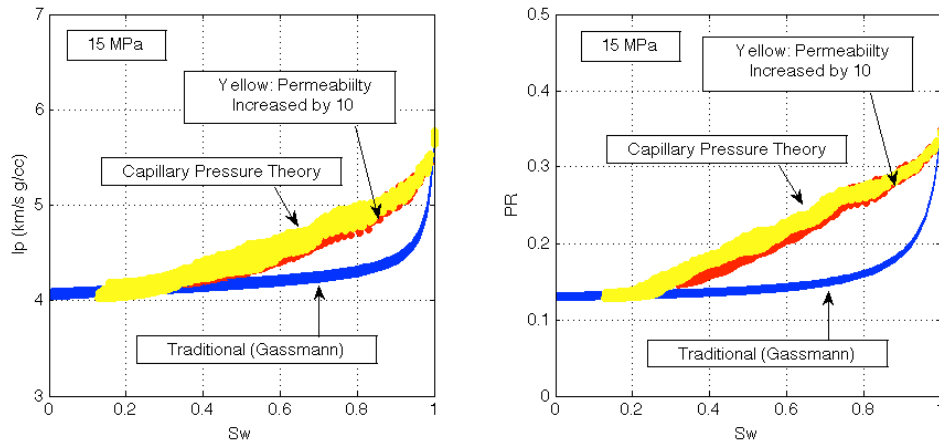 7
15 MPa
Yellow: Permeabiilty
Increased by 10
6
Capillary Pressure Theory
5
4
Traditional (Gassmann)
3
0
0.2
0.4
0.6
0.8
1
Ip (km/s g/cc)
Sw
0.5
15 MPa
Yellow: Permeabiilty
Increased by 10
0.4
Capillary Pressure Theory
0.3
0.2
0.1
Traditional (Gassmann)
0
0
0.2
0.4
0.6
0.8
1
PR
Sw